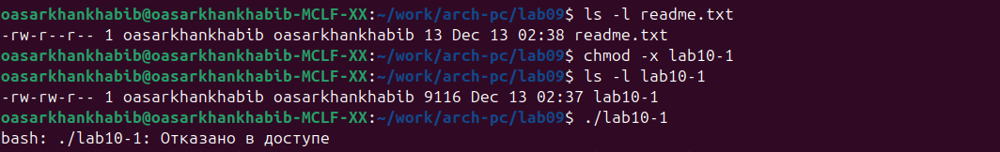 oasarkhankhabib@oasarkhankhabib-MCLF-XX:~/work/arch-pc/lab09$ ls -l readme.txt
-rw-r--r-- 1 oasarkhankhabib oasarkhankhabib 13 Dec 13 02:38 readme.txt
oasarkhankhabib@oasarkhankhabib-MCLF-XX:~/work/arch-pc/lab09$ chmod -x lab10-1
oasarkhankhabib@oasarkhankhabib-MCLF-XX:~/work/arch-pc/lab09$ ls -l lab10-1
-rw-rw-r-- 1 oasarkhankhabib oasarkhankhabib 9116 Dec 13 02:37 lab10-1
oasarkhankhabib@oasarkhankhabib-MCLF-XX:~/work/arch-pc/lab09$ ./lab10-1
bash: ./lab10-1: Отказано в доступе